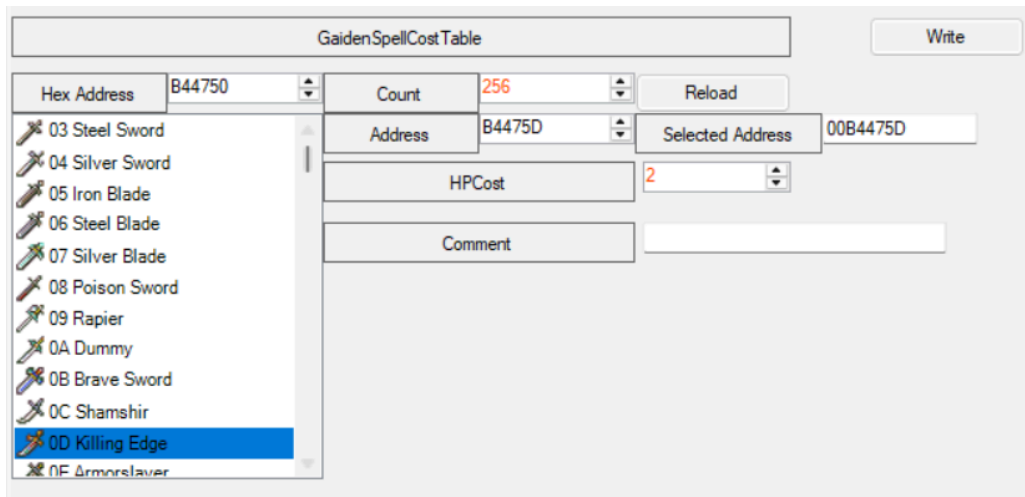 GaidenSpellCostTable
Write
Hex Address
B44750
Count
256
Reload
Address
B4475D
Selected Address
00B4475D
HPCost
2
Comment
03 Steel Sword
04 Silver Sword
05 Iron Blade
06 Steel Blade
07 Silver Blade
08 Poison Sword
09 Rapier
0A Dummy
0B Brave Sword
0C Shamshir
0D Killing Edge
0E Armorslayer